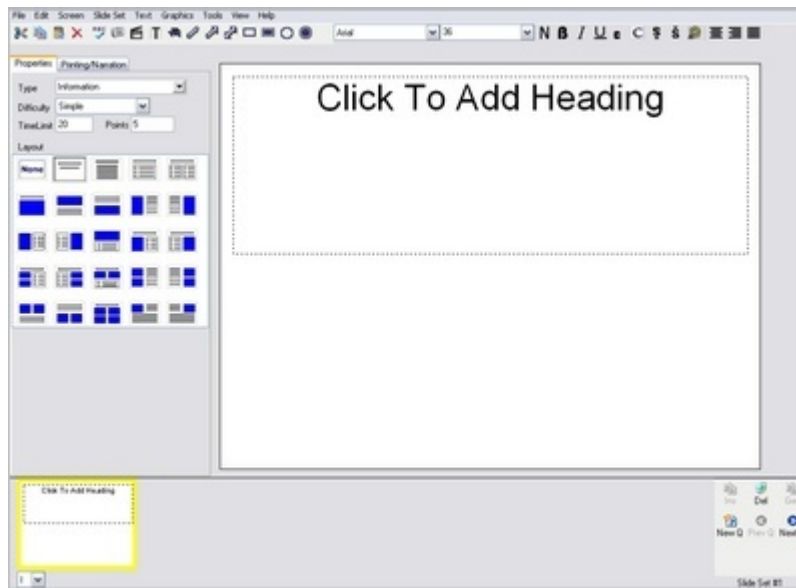 File Edit Screen Slide Set Text Graphics Tools View Help
Arial 36 N B I U
Properties Printing/Narration
Type Information
Difficulty Simple
TimeLimit 20 Points 5
Layout
None
Click To Add Heading
Click To Add Heading
Ins Del
New Q Prev Q Next
1
Slide Set #1